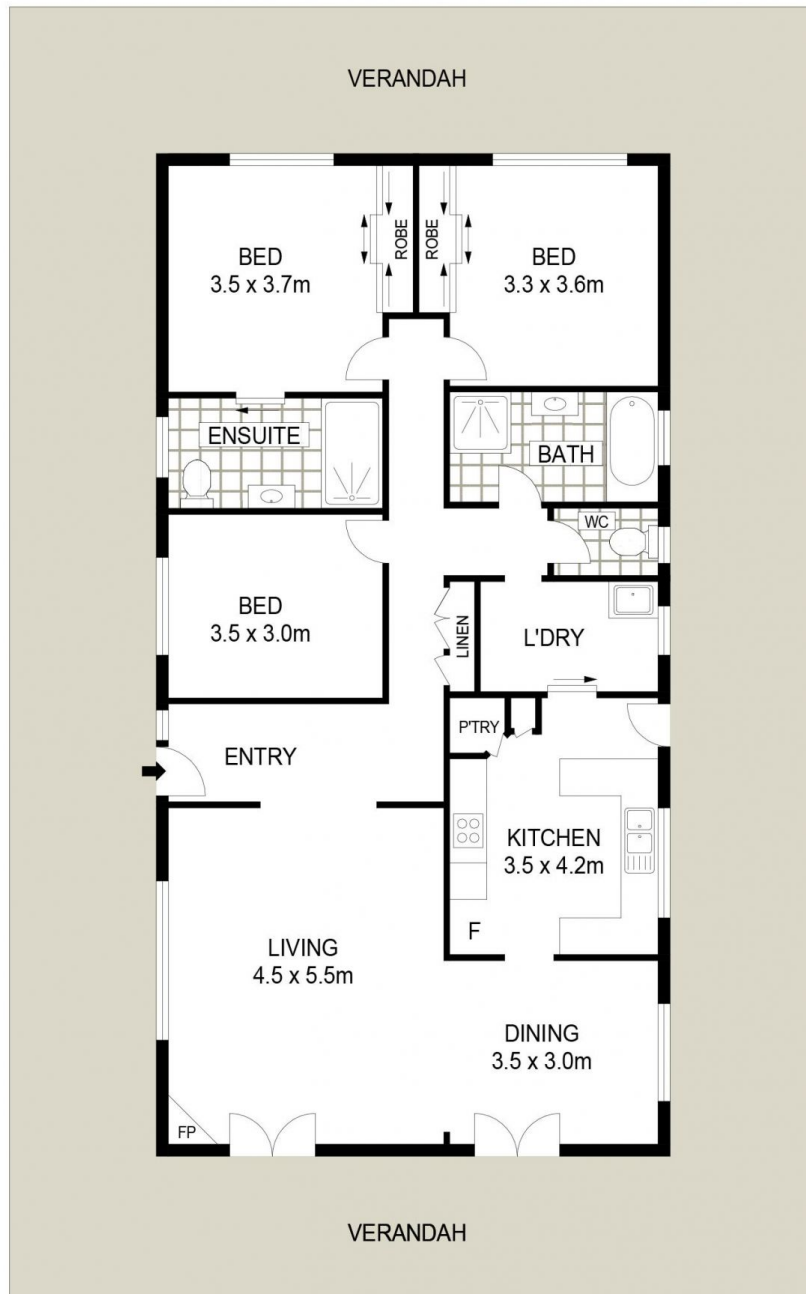 VERANDAH
BED
3.5 x 3.7m
ROBE
ROBE
BED
3.3 x 3.6m
ENSUITE
BATH
WC
BED
3.5 x 3.0m
LINEN
L'DRY
P'TRY
ENTRY
KITCHEN
3.5 x 4.2m
F
LIVING
4.5 x 5.5m
DINING
3.5 x 3.0m
FP
VERANDAH